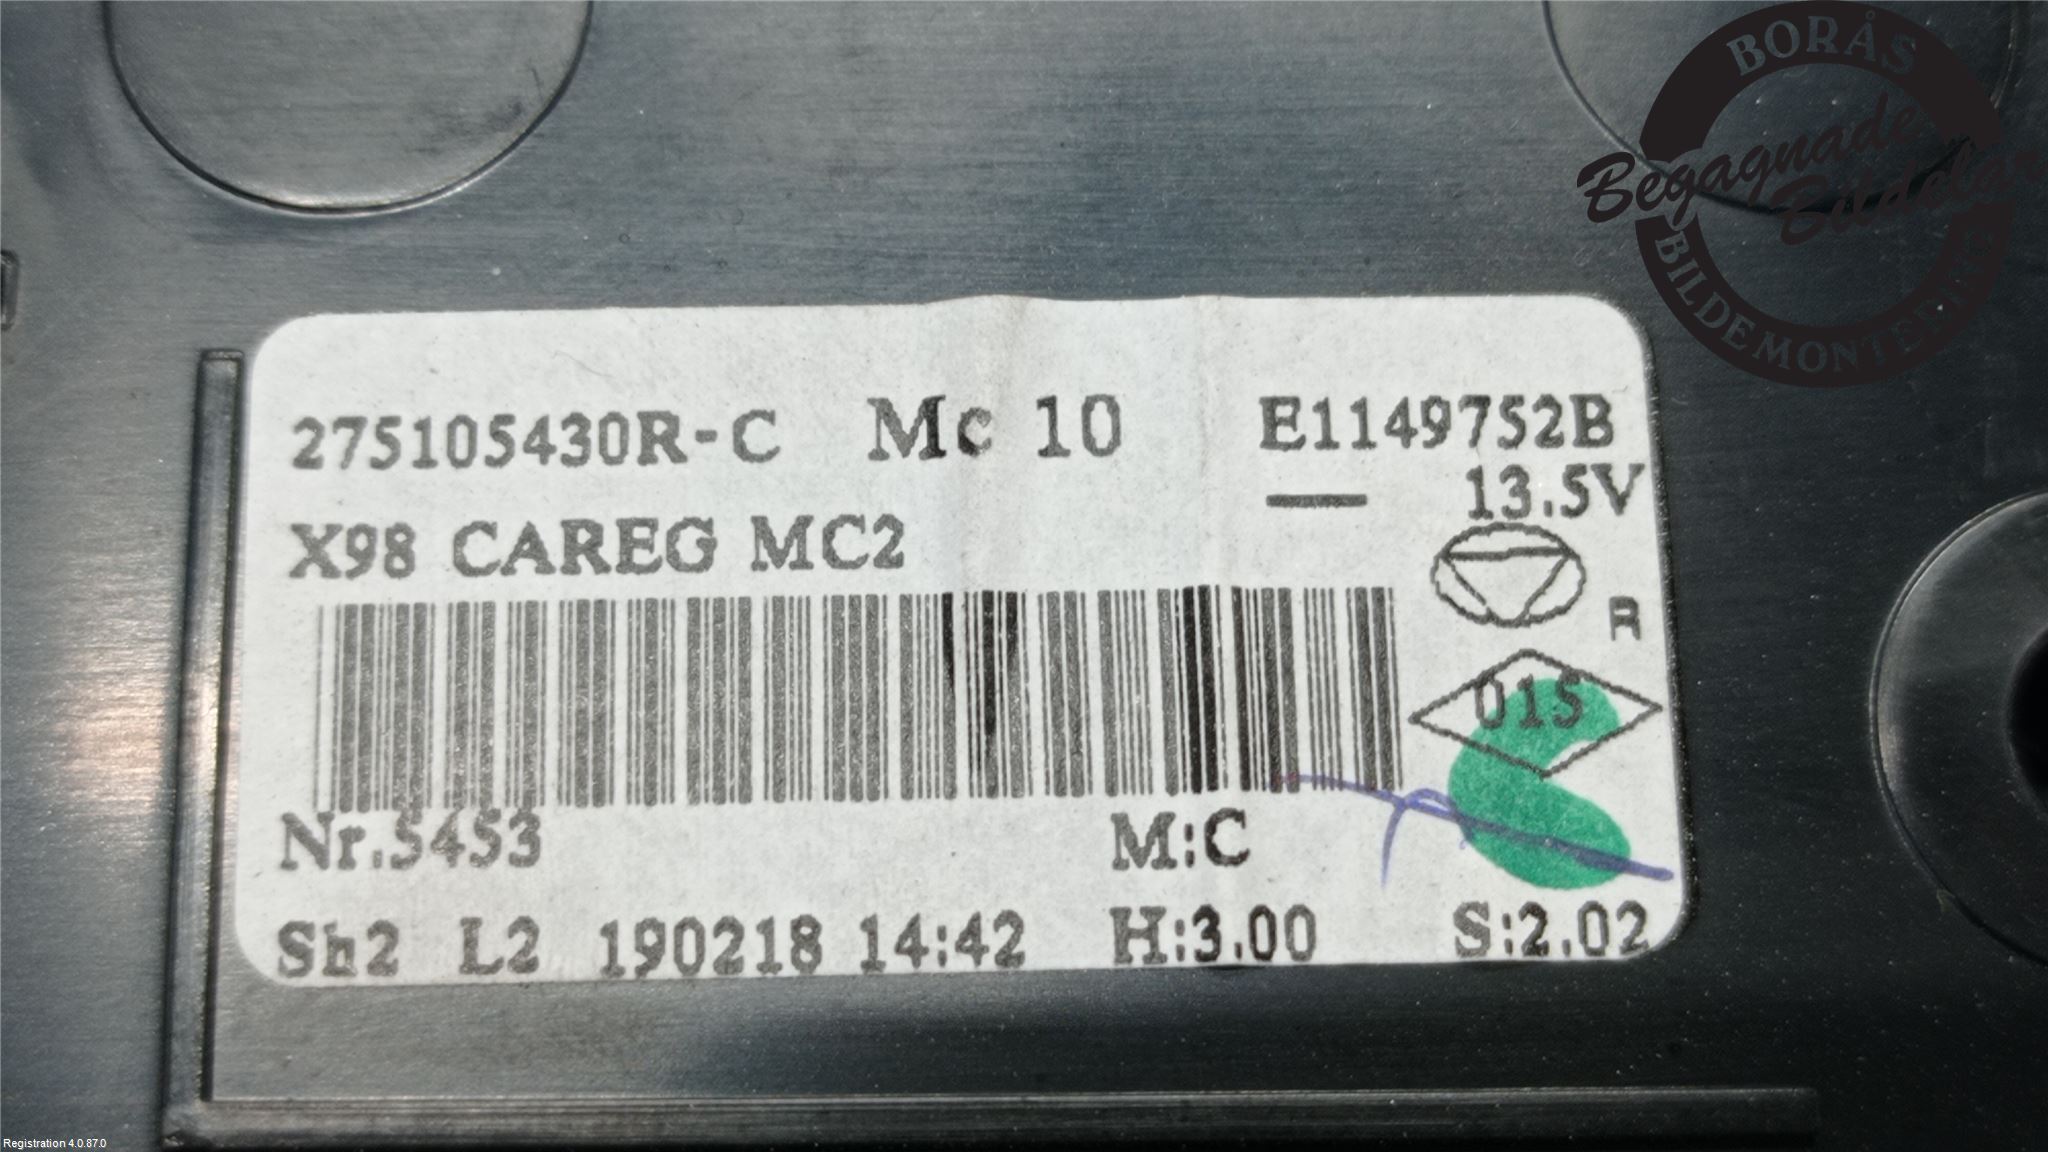 BORÅS
Begagnade
Bildelar
BILDEMONTERING
275105430R-C Mc 10 E1149752B
13.5V
X98 CAREG MC2
R
015
Nr.5453 M:C
Sh2 L2 190218 14:42 H:3.00 S:2.02
Registration 4.0.87.0